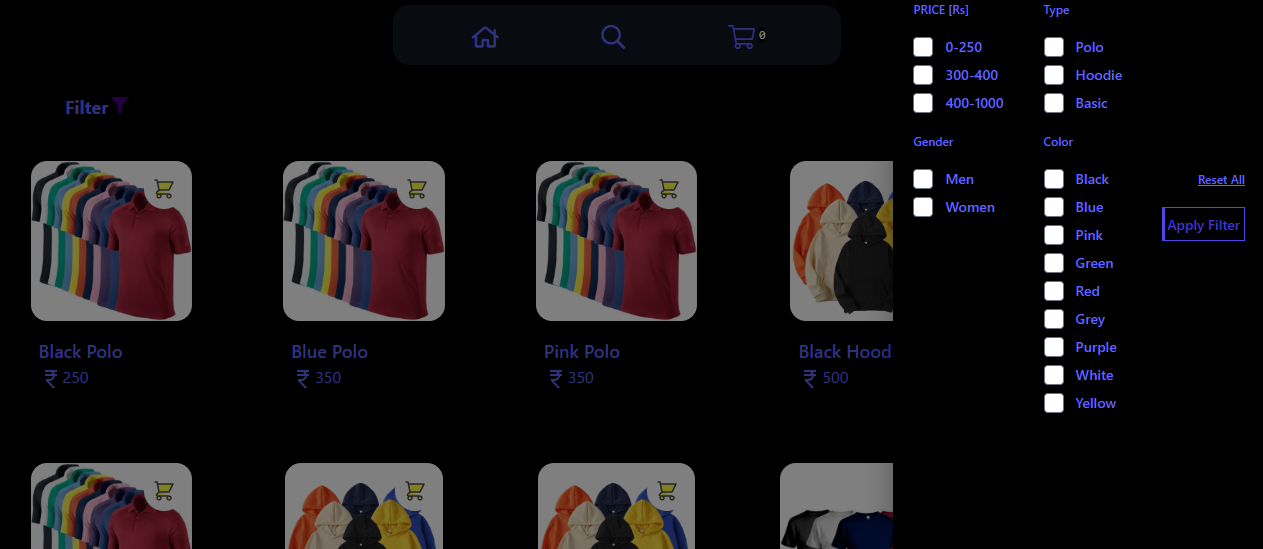 0
Filter
Black Polo
₹ 250
Blue Polo
₹ 350
Pink Polo
₹ 350
Black Hood
₹ 500
PRICE [Rs]
0-250
300-400
400-1000
Gender
Men
Women
Type
Polo
Hoodie
Basic
Color
Black
Blue
Pink
Green
Red
Grey
Purple
White
Yellow
Reset All
Apply Filter